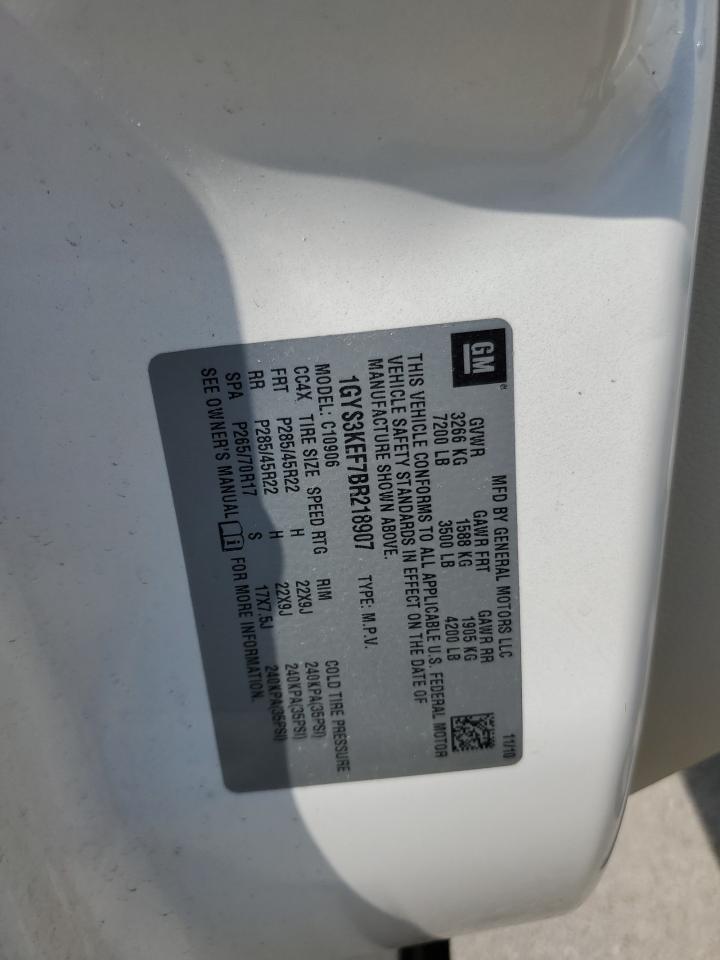 GM
MFD BY GENERAL MOTORS LLC 11/10
GVWR GAWR FRT GAWR RR
3266 KG 1588 KG 1905 KG
7200 LB 3500 LB 4200 LB
THIS VEHICLE CONFORMS TO ALL APPLICABLE U.S. FEDERAL MOTOR
VEHICLE SAFETY STANDARDS IN EFFECT ON THE DATE OF
MANUFACTURE SHOWN ABOVE.
1GYS3KEF7BR218907 TYPE: M.P.V.
MODEL: C10906
CC4X TIRE SIZE SPEED RTG RIM COLD TIRE PRESSURE
FRT P285/45R22 H 22X9J 240KPA(35PSI)
RR P285/45R22 H 22X9J 240KPA(35PSI)
SPA P265/70R17 S 17X7.5J 240KPA(35PSI)
SEE OWNER'S MANUAL i FOR MORE INFORMATION.